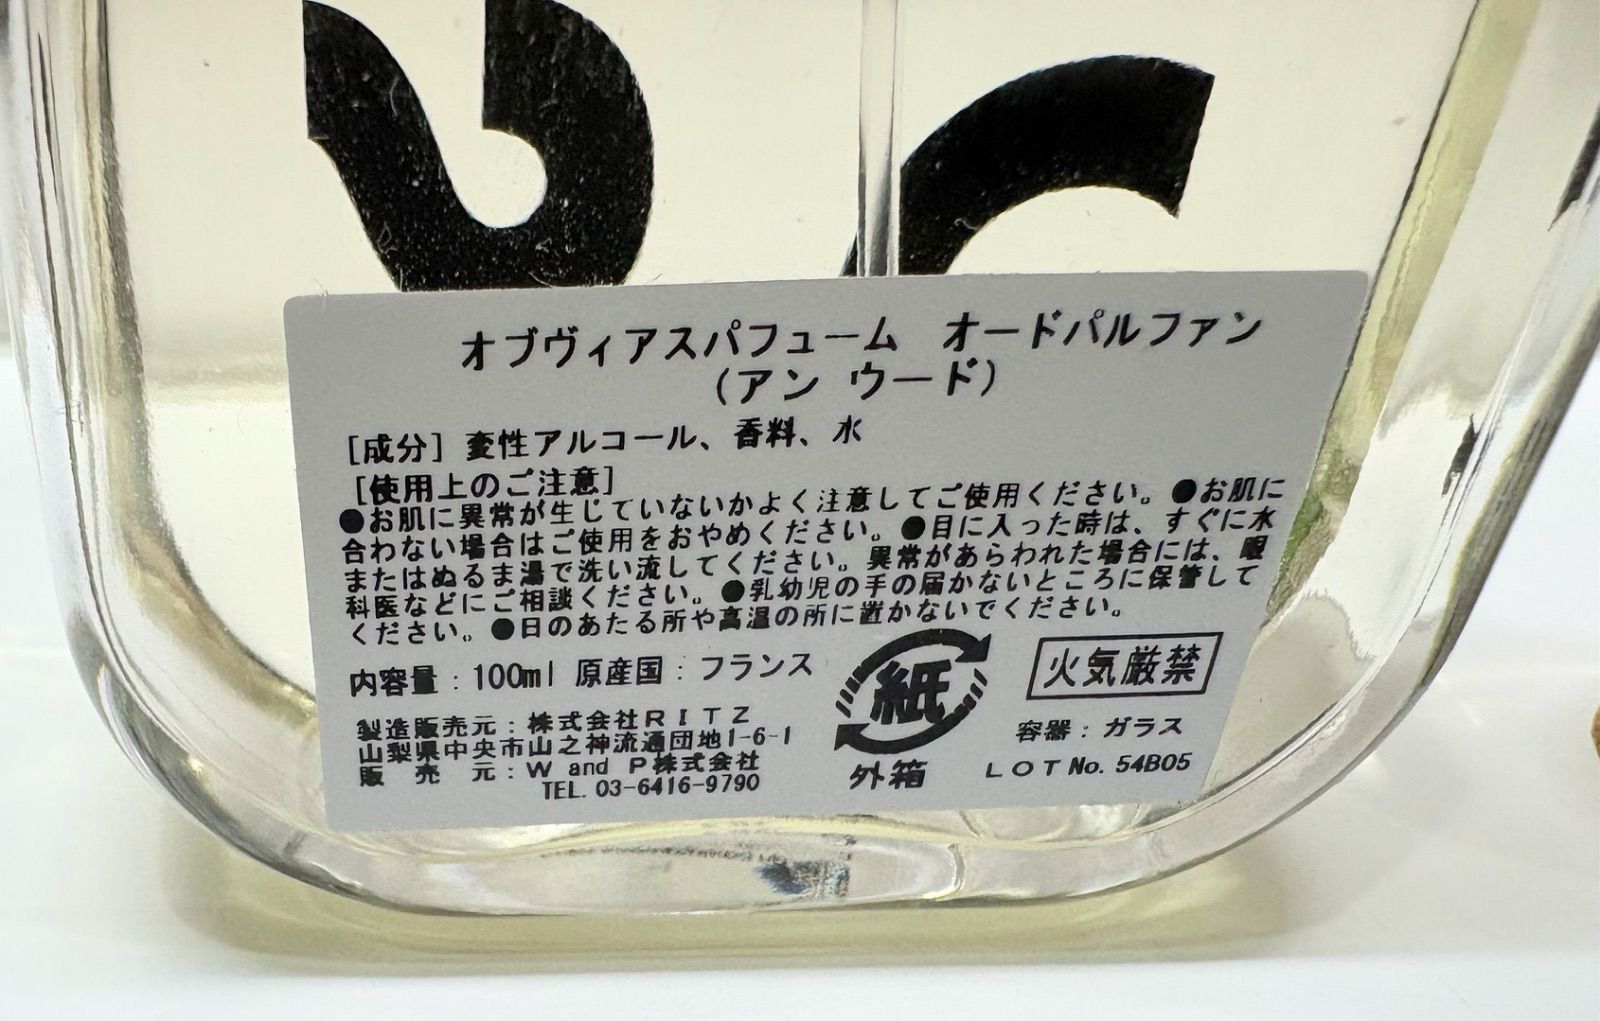 オブヴィアスパフューム オードパルファン
(アン ウード)
[成分] 変性アルコール、香料、水
[使用上のご注意]
●お肌に異常が生じていないかよく注意してご使用ください。●お肌に
合わない場合はご使用をおやめください。●目に入った時は、すぐに水
またはぬるま湯で洗い流してください。異常があらわれた場合には、眼
科医などにご相談ください。●乳幼児の手の届かないところに保管して
ください。●日のあたる所や高温の所に置かないでください。
内容量:100ml 原産国:フランス
紙
外箱
火気厳禁
製造販売元:株式会社RITZ
山梨県中央市山之神流通団地1-6-1
販 売 元:W and P株式会社
TEL. 03-6416-9790
容器:ガラス
LOT No. 54B05